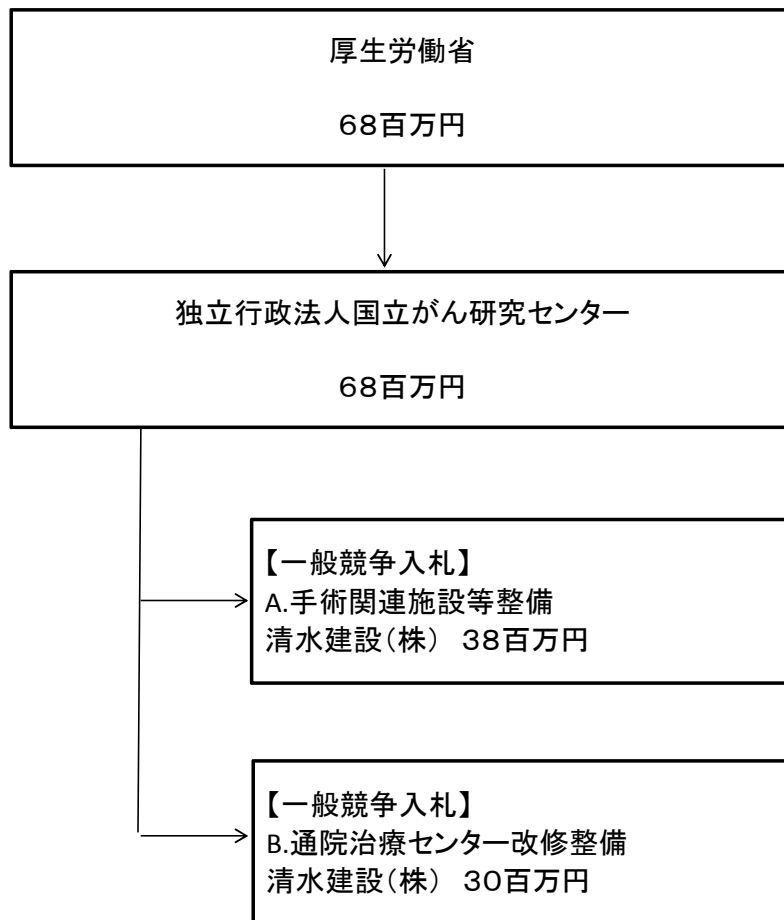 厚生労働省
68百万円
独立行政法人国立がん研究センター
68百万円
【一般競争入札】
A.手術関連施設等整備
清水建設（株）　38百万円
【一般競争入札】
B.通院治療センター改修整備
清水建設（株）　30百万円